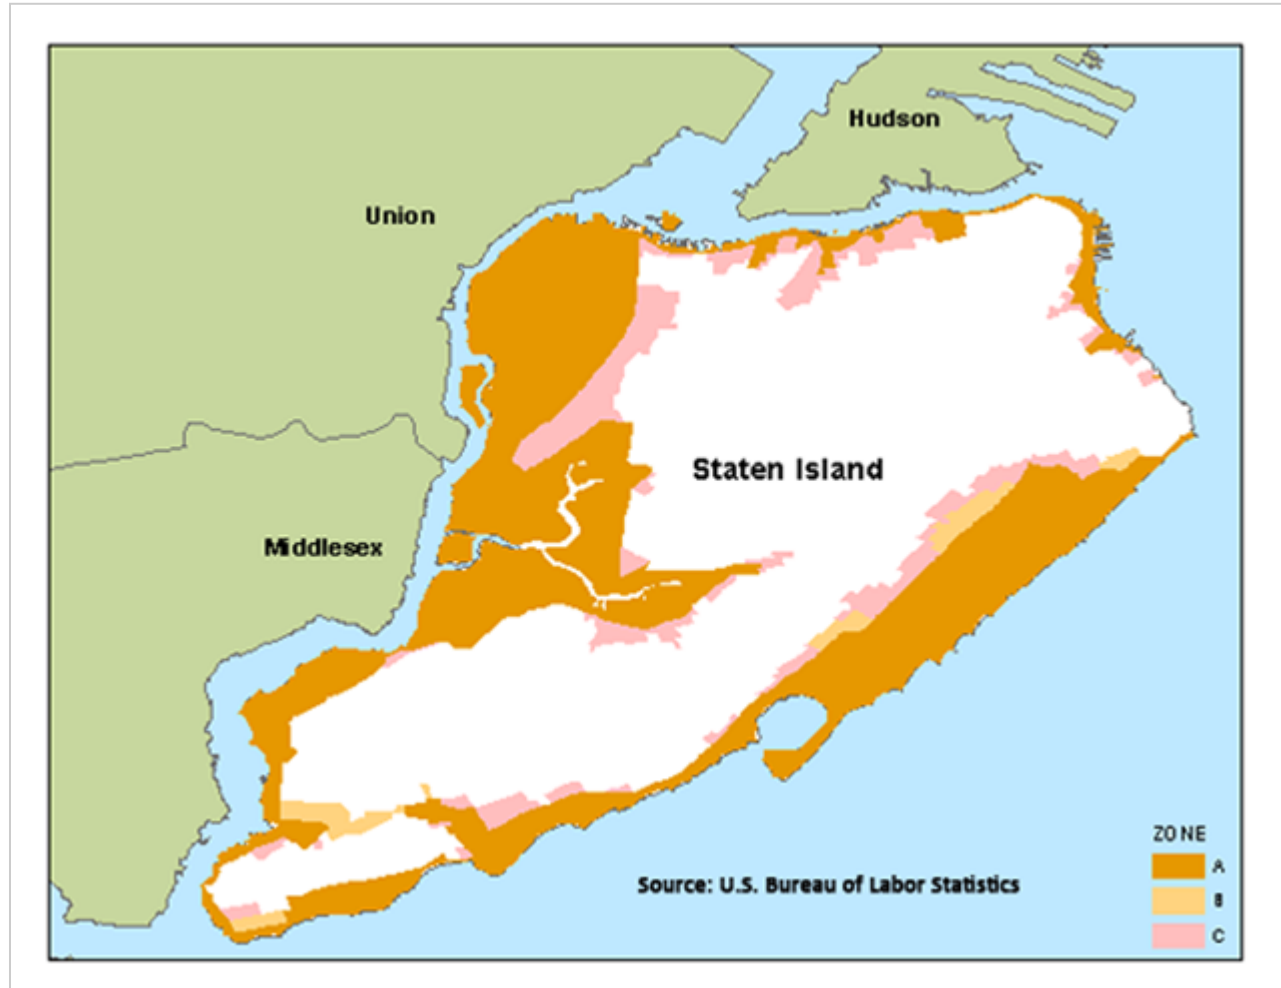 Hudson
Union
Staten Island
Middlesex
ZONE
A
B
C
Source: U.S. Bureau of Labor Statistics